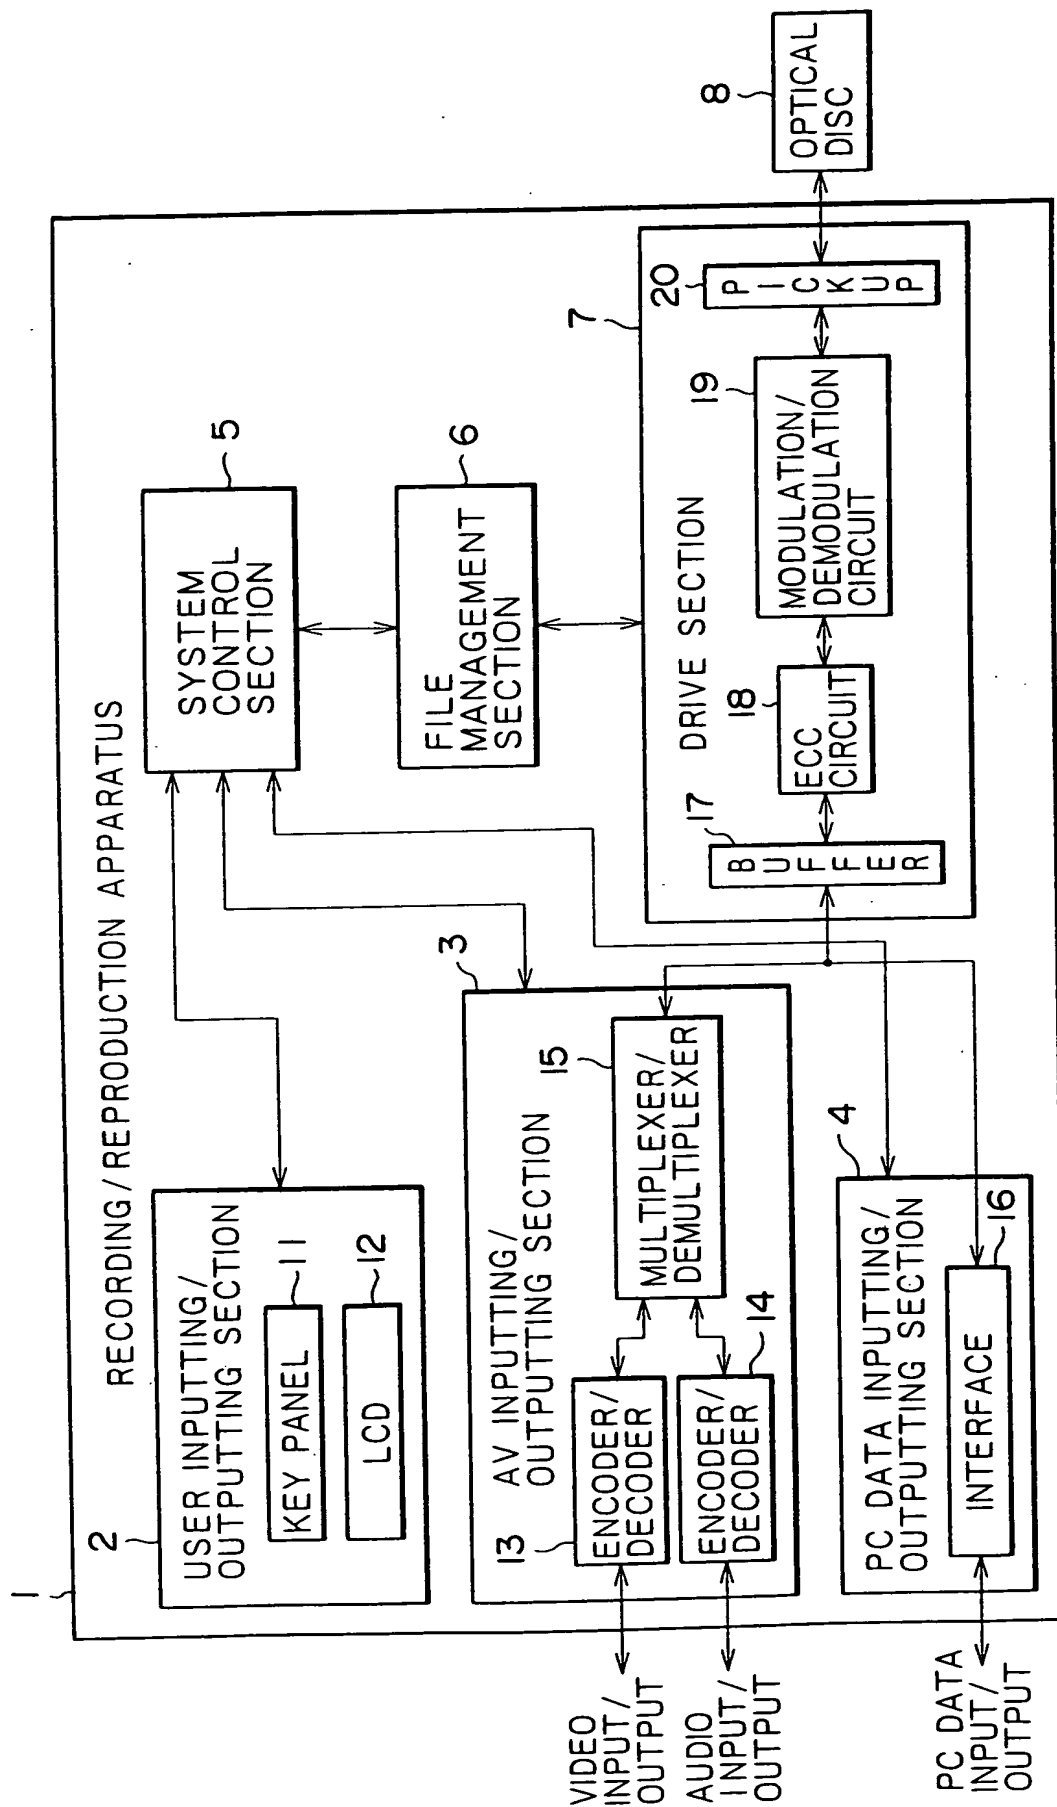 1
RECORDING/REPRODUCTION APPARATUS
2
USER INPUTTING/
OUTPUTTING SECTION
11
KEY PANEL
12
LCD
5
SYSTEM
CONTROL
SECTION
6
FILE
MANAGEMENT
SECTION
3
AV INPUTTING/
OUTPUTTING SECTION
13
ENCODER/
DECODER
14
ENCODER/
DECODER
15
MULTIPLEXER/
DEMULTIPLEXER
VIDEO
INPUT/
OUTPUT
AUDIO
INPUT/
OUTPUT
4
PC DATA INPUTTING/
OUTPUTTING SECTION
16
INTERFACE
PC DATA
INPUT/
OUTPUT
7
DRIVE SECTION
17
BUFFER
18
ECC
CIRCUIT
19
MODULATION/
DEMODULATION
CIRCUIT
20
PICKUP
8
OPTICAL
DISC